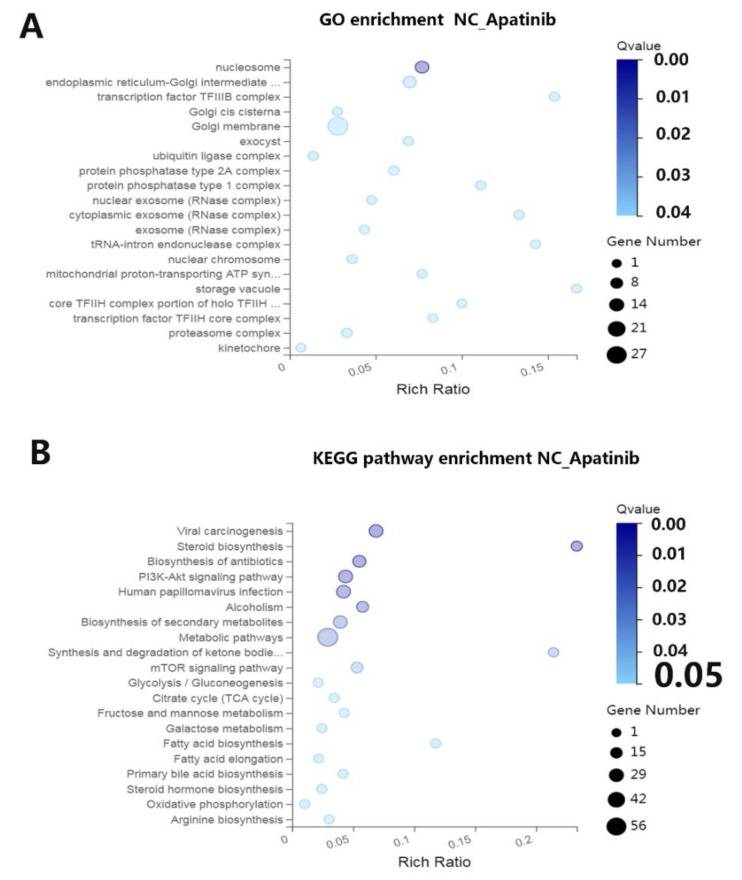 A
GO enrichment NC_Apatinib
nucleosome
endoplasmic reticulum-Golgi intermediate ...
transcription factor TFIIIB complex
Golgi cis cisterna
Golgi membrane
exocyst
ubiquitin ligase complex
protein phosphatase type 2A complex
protein phosphatase type 1 complex
nuclear exosome (RNase complex)
cytoplasmic exosome (RNase complex)
exosome (RNase complex)
tRNA-intron endonuclease complex
nuclear chromosome
mitochondrial proton-transporting ATP syn...
storage vacuole
core TFIIH complex portion of holo TFIIH ...
transcription factor TFIIH core complex
proteasome complex
kinetochore
0
0.05
0.1
0.15
Rich Ratio
Qvalue
0.00
0.01
0.02
0.03
0.04
Gene Number
1
8
14
21
27
B
KEGG pathway enrichment NC_Apatinib
Viral carcinogenesis
Steroid biosynthesis
Biosynthesis of antibiotics
PI3K-Akt signaling pathway
Human papillomavirus infection
Alcoholism
Biosynthesis of secondary metabolites
Metabolic pathways
Synthesis and degradation of ketone bodie...
mTOR signaling pathway
Glycolysis / Gluconeogenesis
Citrate cycle (TCA cycle)
Fructose and mannose metabolism
Galactose metabolism
Fatty acid biosynthesis
Fatty acid elongation
Primary bile acid biosynthesis
Steroid hormone biosynthesis
Oxidative phosphorylation
Arginine biosynthesis
0
0.05
0.1
0.15
0.2
Rich Ratio
Qvalue
0.00
0.01
0.02
0.03
0.04
0.05
Gene Number
1
15
29
42
56